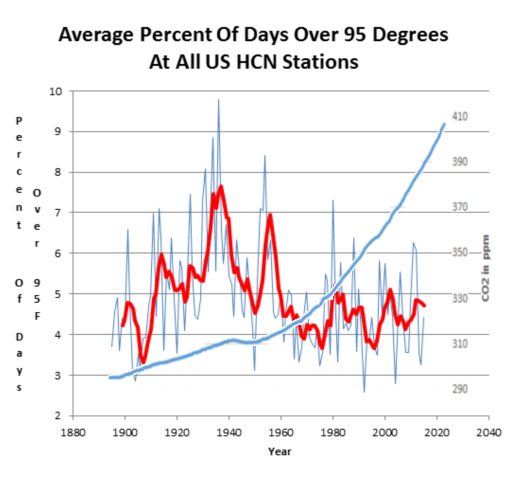 Average Percent Of Days Over 95 Degrees
At All US HCN Stations
Percent Of Days
Over 95F
10
9
8
7
6
5
4
3
2
410
390
370
350
330
310
290
CO2 in ppm
1880 1900 1920 1940 1960 1980 2000 2020 2040
Year